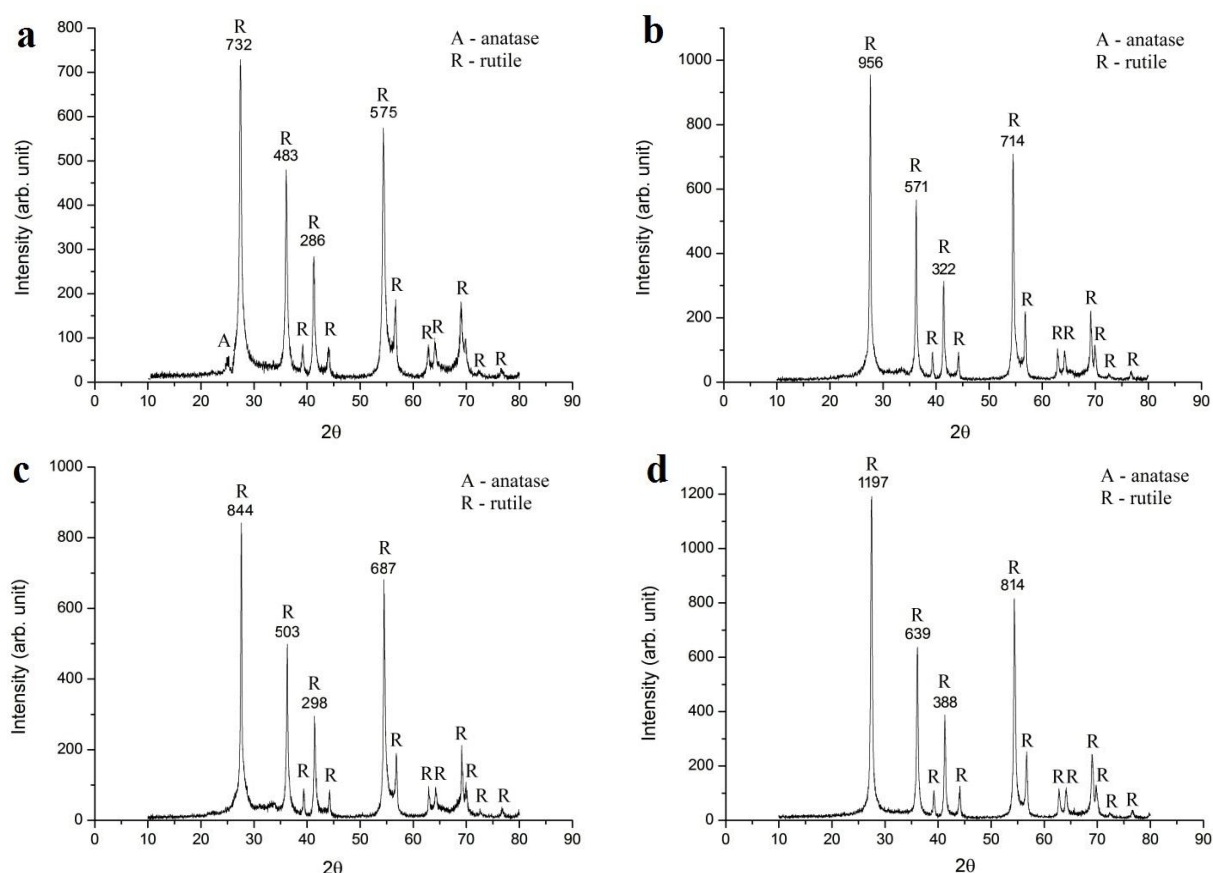 a
R
732
A - anatase
R - rutile
R
575
R
483
R
286
R
R
A
R
R
R
R
R
R
R
800
700
600
500
400
300
200
100
0
0 10 20 30 40 50 60 70 80 90
Intensity (arb. unit)
2θ
b
R
956
A - anatase
R - rutile
R
714
R
571
R
322
R
R
R
R
R
R
R
R
R
R
1000
800
600
400
200
0
0 10 20 30 40 50 60 70 80 90
Intensity (arb. unit)
2θ
c
R
844
A - anatase
R - rutile
R
687
R
503
R
298
R
R
R
R
R
R
R
R
R
R
1000
800
600
400
200
0
0 10 20 30 40 50 60 70 80 90
Intensity (arb. unit)
2θ
d
R
1197
A - anatase
R - rutile
R
814
R
639
R
388
R
R
R
R
R
R
R
R
R
R
1200
1000
800
600
400
200
0
0 10 20 30 40 50 60 70 80 90
Intensity (arb. unit)
2θ